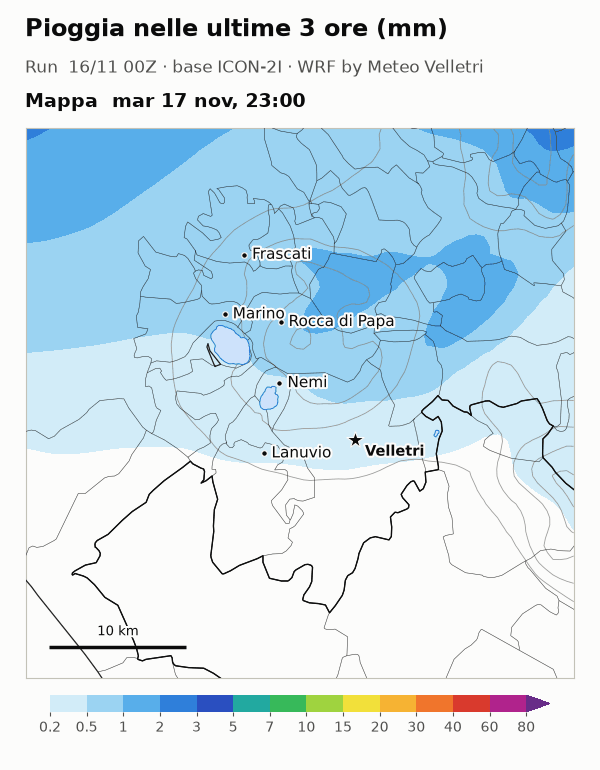 Pioggia nelle ultime 3 ore (mm)
Run  16/11 00Z · base ICON-2I · WRF by Meteo Velletri
Mappa  mar 17 nov, 23:00
Frascati
Marino
Rocca di Papa
Nemi
Velletri
Lanuvio
10 km
0.2 0.5 1 2 3 5 7 10 15 20 30 40 60 80